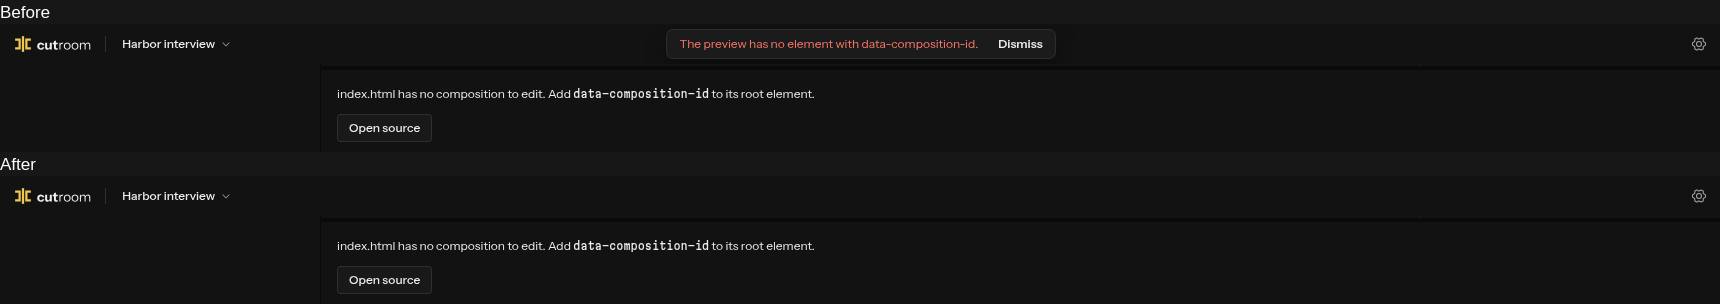 Before
cutroom
Harbor interview
The preview has no element with data-composition-id. Dismiss
index.html has no composition to edit. Add data-composition-id to its root element.
Open source
After
cutroom
Harbor interview
index.html has no composition to edit. Add data-composition-id to its root element.
Open source